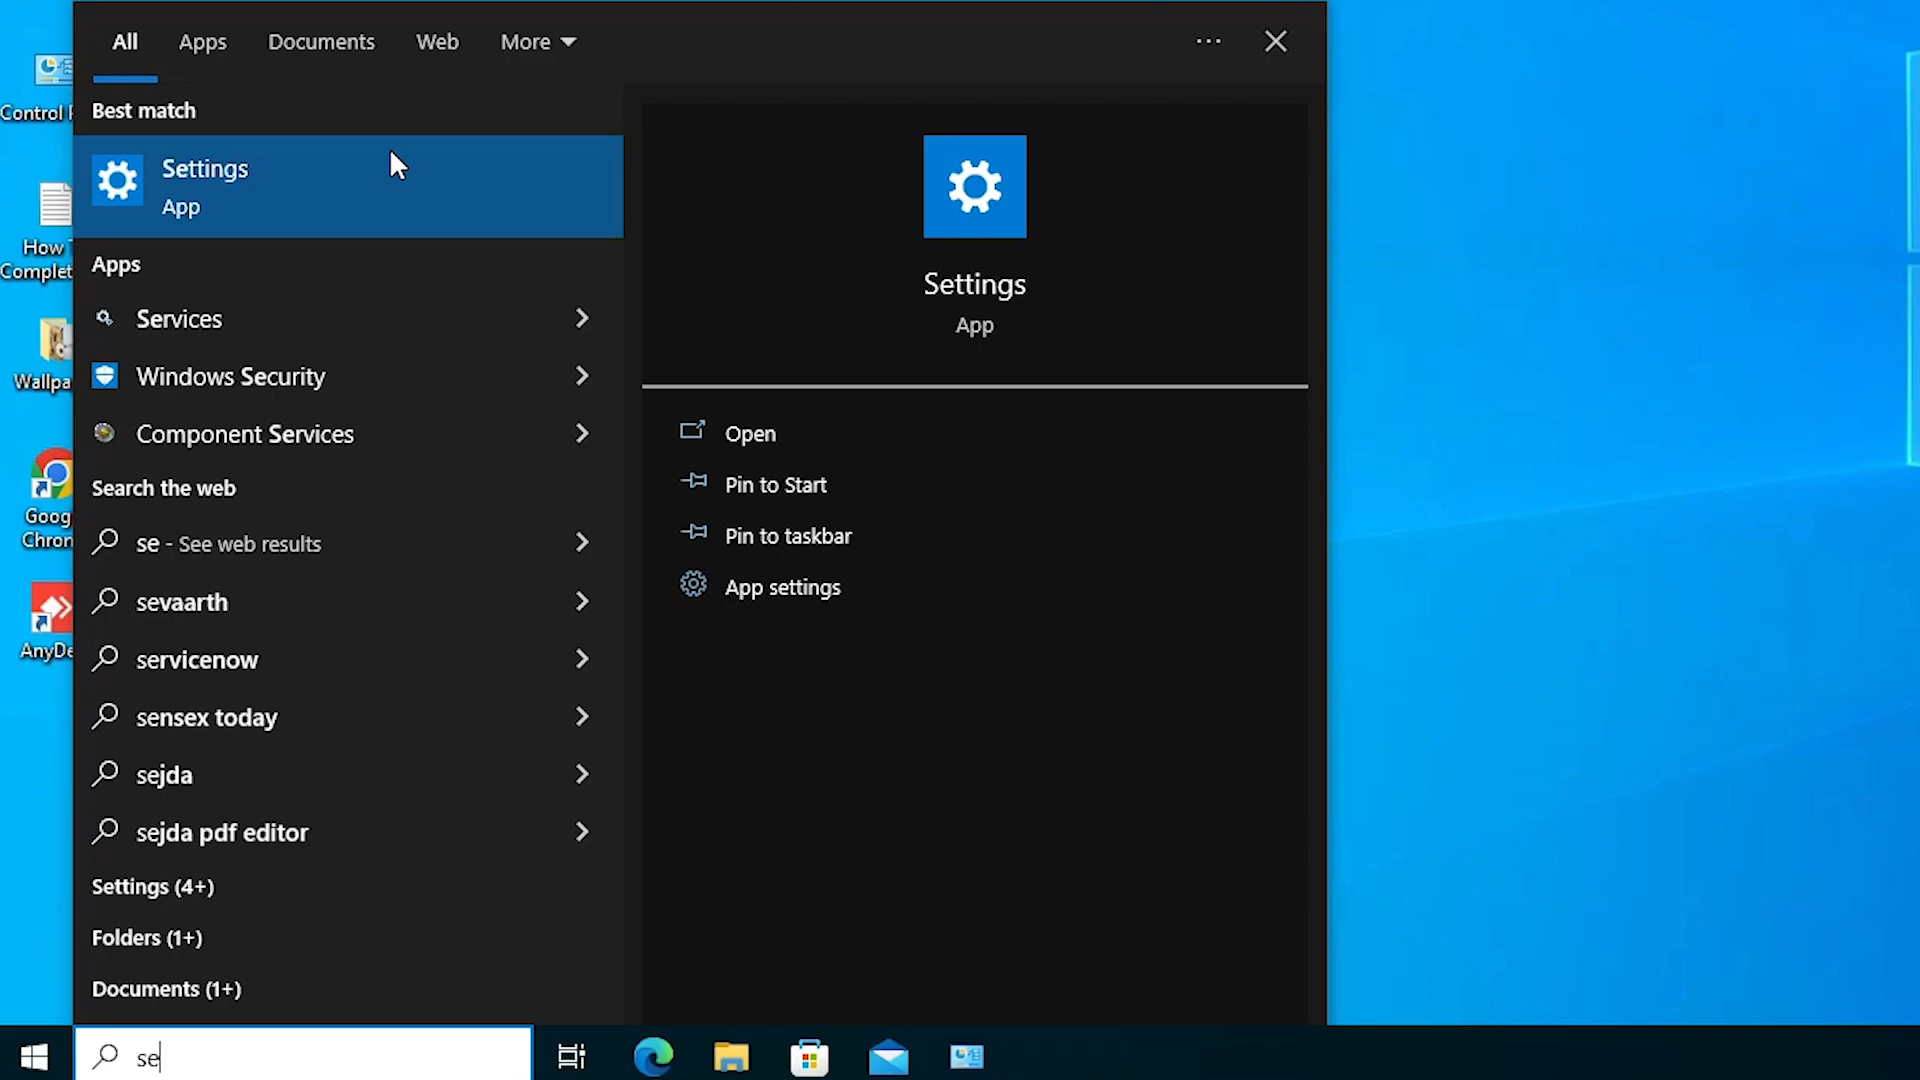 All
Apps
Documents
Web
More
Best match
Settings
App
Apps
Services
Windows Security
Component Services
Search the web
se - See web results
sevaarth
servicenow
sensex today
sejda
sejda pdf editor
Settings (4+)
Folders (1+)
Documents (1+)
se
Settings
App
Open
Pin to Start
Pin to taskbar
App settings
Control
How
Complet
Wallpa
Goog
Chron
AnyDe